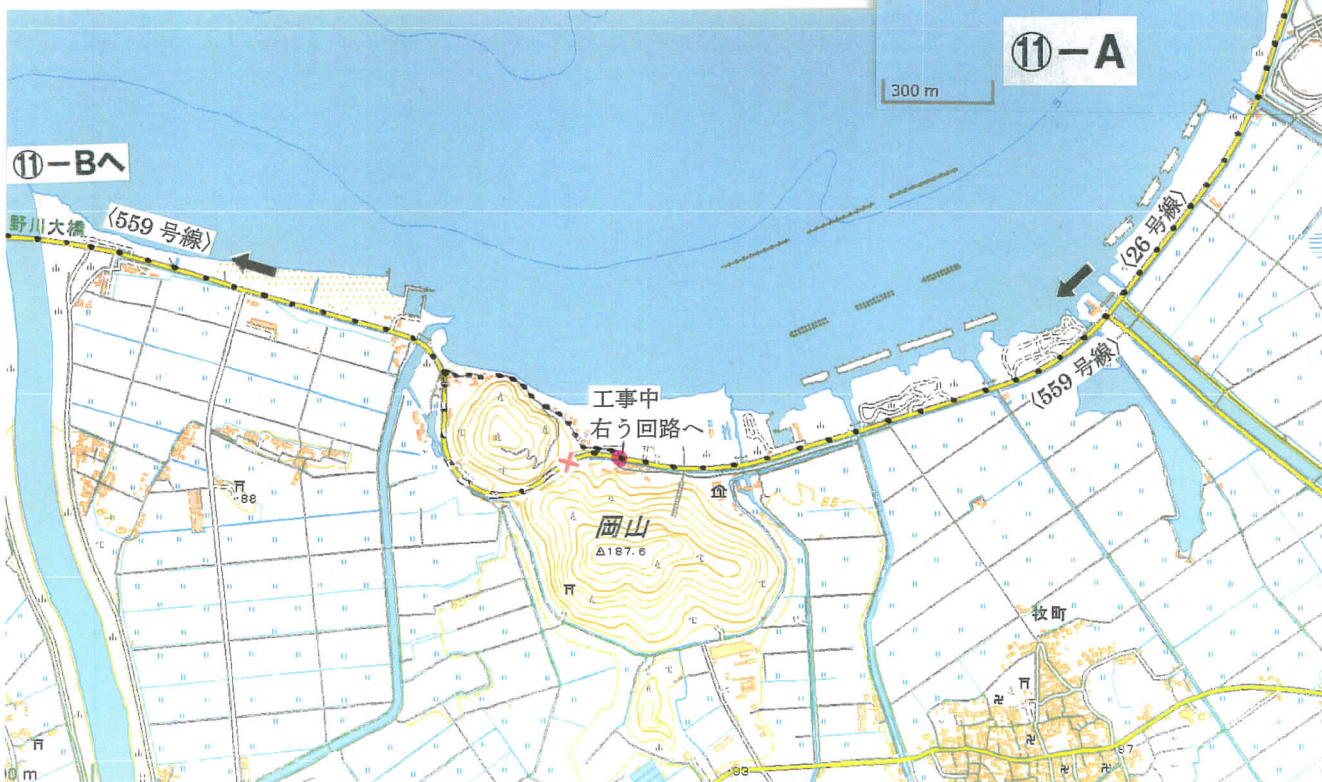 ⑪－A
300 m
⑪－Bへ
野川大橋
〈559 号線〉
〈26 号線〉
〈559 号線〉
工事中
右う回路へ
岡山
187.6
88
85
牧町
87
83